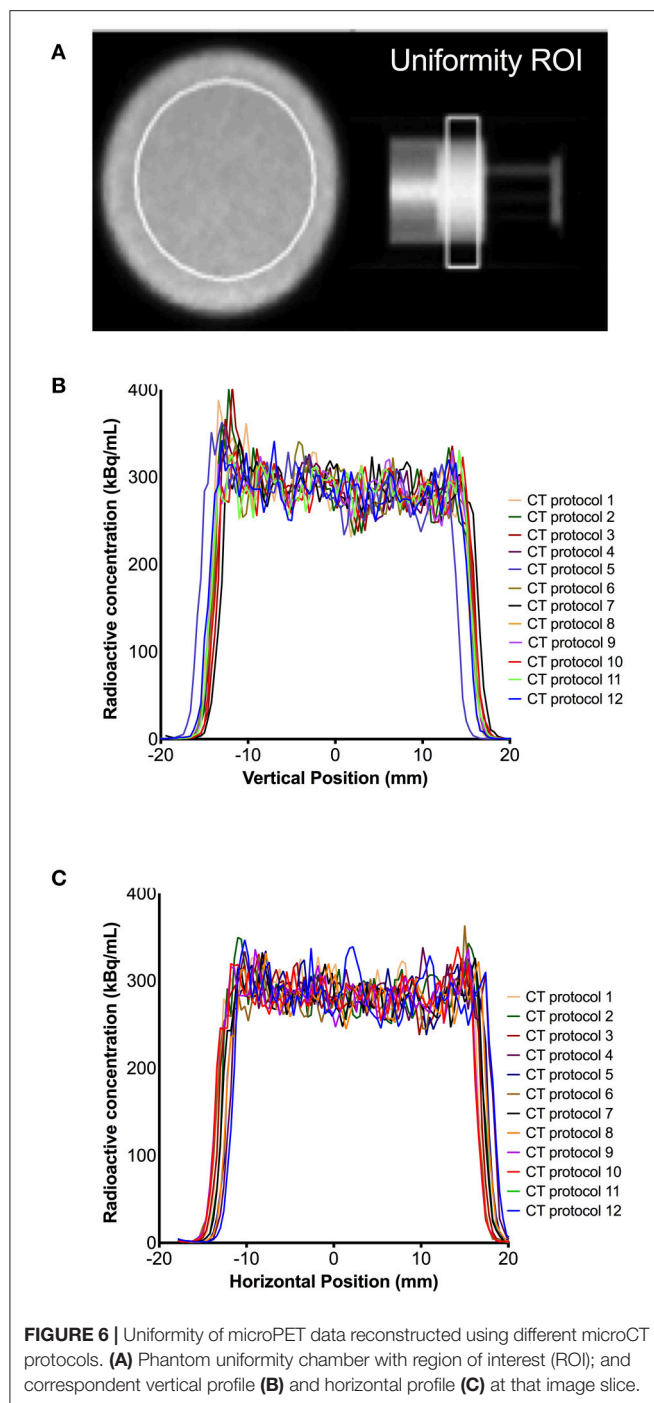 A
Uniformity ROI
B
400
300
200
100
0
-20
-10
0
10
20
Radioactive concentration (kBq/mL)
Vertical Position (mm)
CT protocol 1
CT protocol 2
CT protocol 3
CT protocol 4
CT protocol 5
CT protocol 6
CT protocol 7
CT protocol 8
CT protocol 9
CT protocol 10
CT protocol 11
CT protocol 12
C
400
300
200
100
0
-20
-10
0
10
20
Radioactive concentration (kBq/mL)
Horizontal Position (mm)
CT protocol 1
CT protocol 2
CT protocol 3
CT protocol 4
CT protocol 5
CT protocol 6
CT protocol 7
CT protocol 8
CT protocol 9
CT protocol 10
CT protocol 11
CT protocol 12
FIGURE 6 | Uniformity of microPET data reconstructed using different microCT
protocols. (A) Phantom uniformity chamber with region of interest (ROI); and
correspondent vertical profile (B) and horizontal profile (C) at that image slice.